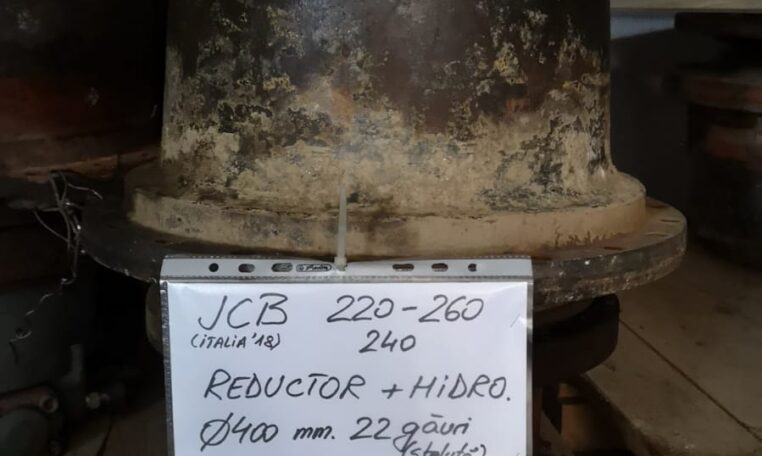 JCB 220-260
(iTALIA '18) 240
REDUCTOR + HiDRO.
Ø400 mm. 22 găuri